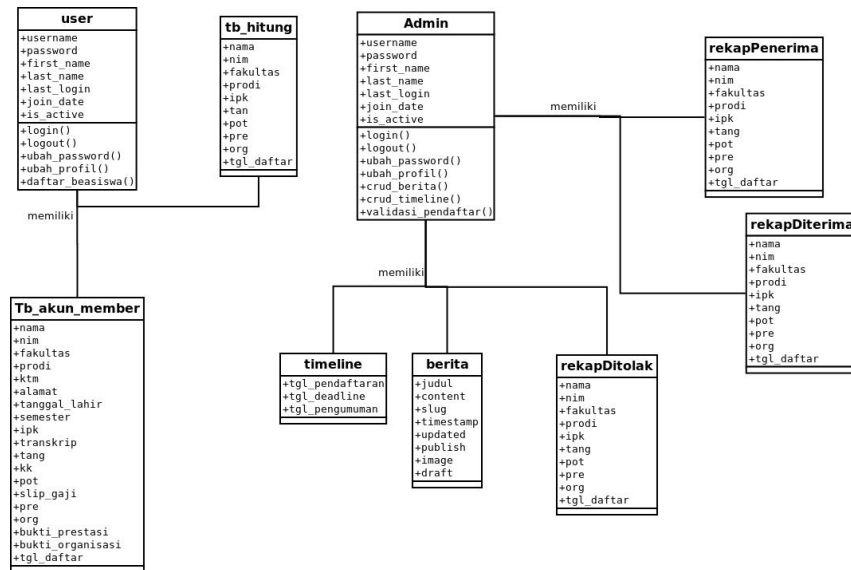 user
+username
+password
+first_name
+last_name
+last_login
+join_date
+is_active
+login()
+logout()
+ubah_password()
+ubah_profil()
+daftar_beasiswa()
tb_hitung
+nama
+nim
+fakultas
+prodi
+ipk
+tan
+pot
+pre
+org
+tgl_daftar
memiliki
Tb_akun_member
+nama
+nim
+fakultas
+prodi
+ktm
+alamat
+tanggal_lahir
+semester
+ipk
+transkrip
+tang
+kk
+pot
+slip_gaji
+pre
+org
+bukti_prestasi
+bukti_organisasi
+tgl_daftar
Admin
+username
+password
+first_name
+last_name
+last_login
+join_date
+is_active
+login()
+logout()
+ubah_password()
+ubah_profil()
+crud_berita()
+crud_timeline()
+validasi_pendaftar()
memiliki
rekapPenerima
+nama
+nim
+fakultas
+prodi
+ipk
+tang
+pot
+pre
+org
+tgl_daftar
rekapDiterima
+nama
+nim
+fakultas
+prodi
+ipk
+tang
+pot
+pre
+org
+tgl_daftar
memiliki
timeline
+tgl_pendaftaran
+tgl_deadline
+tgl_pengumuman
berita
+judul
+content
+slug
+timestamp
+updated
+publish
+image
+draft
rekapDitolak
+nama
+nim
+fakultas
+prodi
+ipk
+tang
+pot
+pre
+org
+tgl_daftar